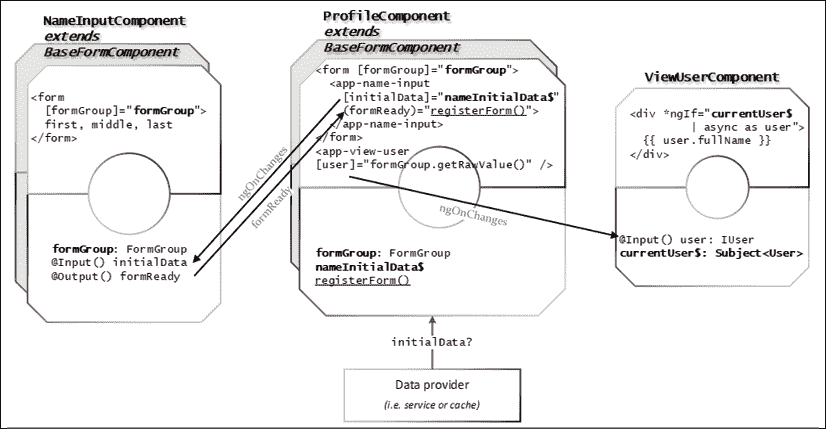 NameInputComponent
extends
BaseFormComponent
<form
[formGroup]="formGroup">
first, middle, last
</form>
formGroup: FormGroup
@Input() initialData
@Output() formReady
ngOnChanges
formReady
ProfileComponent
extends
BaseFormComponent
<form [formGroup]="formGroup">
<app-name-input
[initialData]="nameInitialData$"
(formReady)="registerForm()">
</app-name-input>
</form>
<app-view-user
[user]="formGroup.getRawValue()" />
ngOnChanges
formGroup: FormGroup
nameInitialData$
registerForm()
initialData?
Data provider
(i.e. service or cache)
ViewUserComponent
<div *ngIf="currentUser$
| async as user">
{{ user.fullName }}
</div>
@Input() user: IUser
currentUser$: Subject<User>